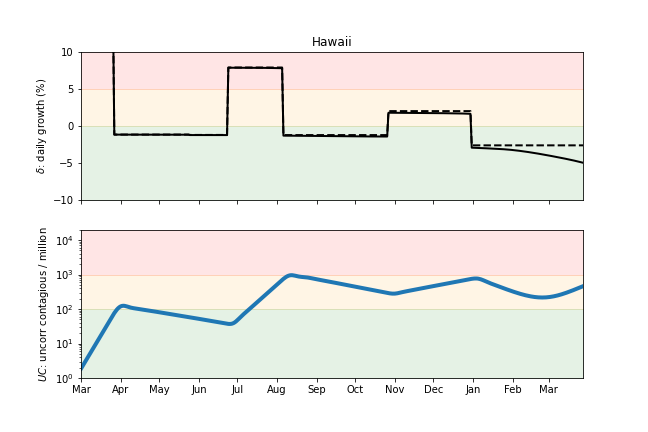 Hawaii
δ: daily growth (%)
10
5
0
−5
−10
UC: uncorr contagious / million
10⁴
10³
10²
10¹
10⁰
Mar Apr May Jun Jul Aug Sep Oct Nov Dec Jan Feb Mar